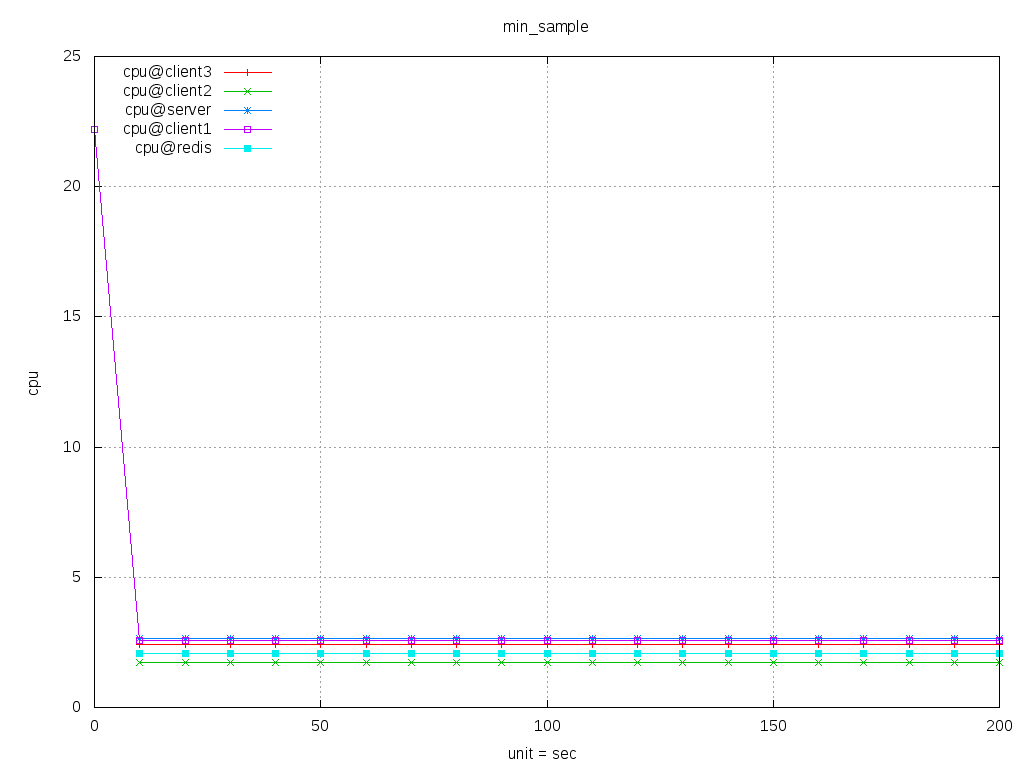 min_sample
25
cpu@client3
cpu@client2
cpu@server
cpu@client1
cpu@redis
20
15
cpu
10
5
0
0 50 100 150 200
unit = sec